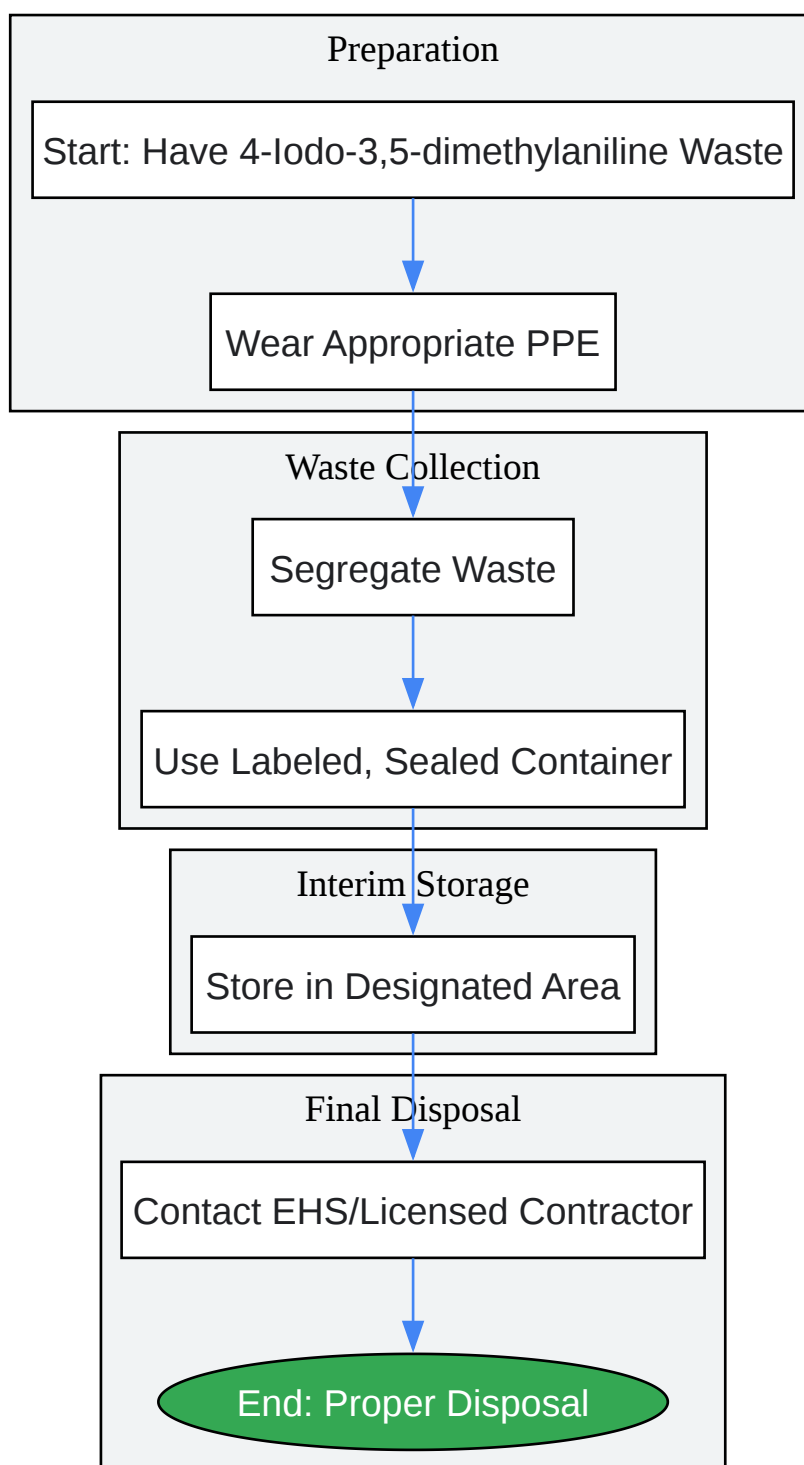 Preparation
Start: Have 4-Iodo-3,5-dimethylaniline Waste
Wear Appropriate PPE
Waste Collection
Segregate Waste
Use Labeled, Sealed Container
Interim Storage
Store in Designated Area
Final Disposal
Contact EHS/Licensed Contractor
End: Proper Disposal